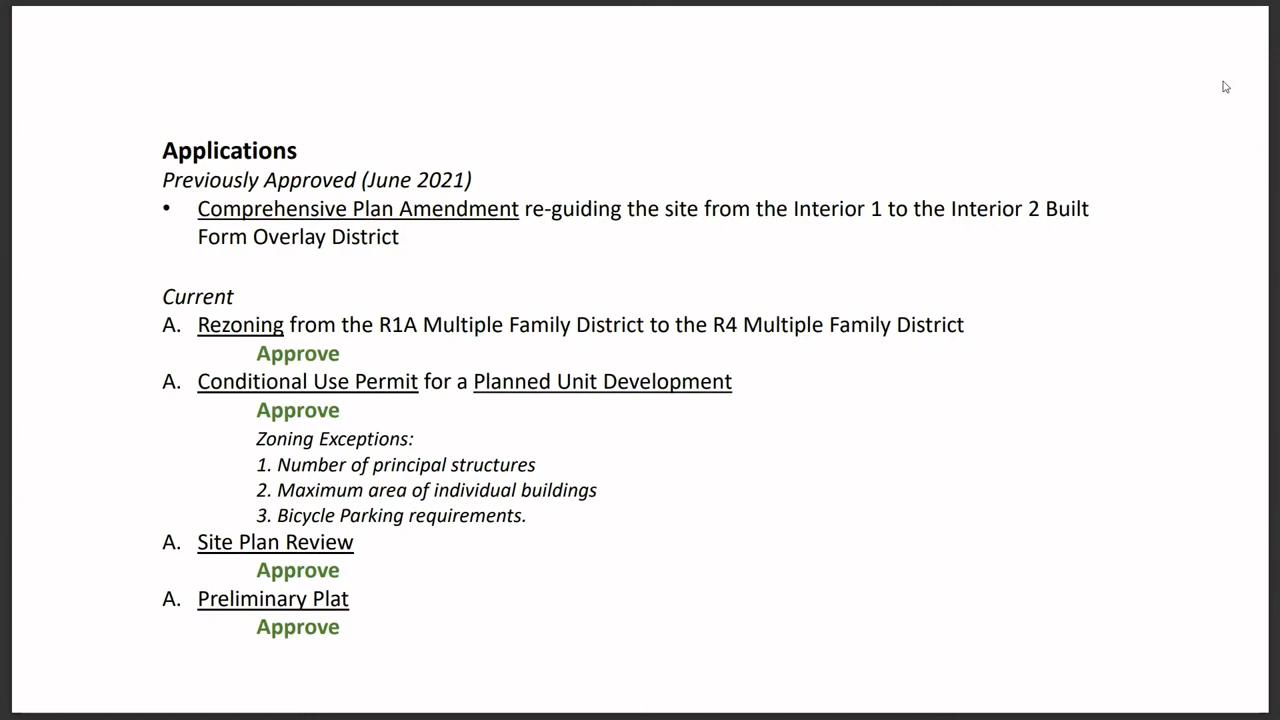 Applications
Previously Approved (June 2021)
• Comprehensive Plan Amendment re-guiding the site from the Interior 1 to the Interior 2 Built
Form Overlay District
Current
A. Rezoning from the R1A Multiple Family District to the R4 Multiple Family District
Approve
A. Conditional Use Permit for a Planned Unit Development
Approve
Zoning Exceptions:
1. Number of principal structures
2. Maximum area of individual buildings
3. Bicycle Parking requirements.
A. Site Plan Review
Approve
A. Preliminary Plat
Approve